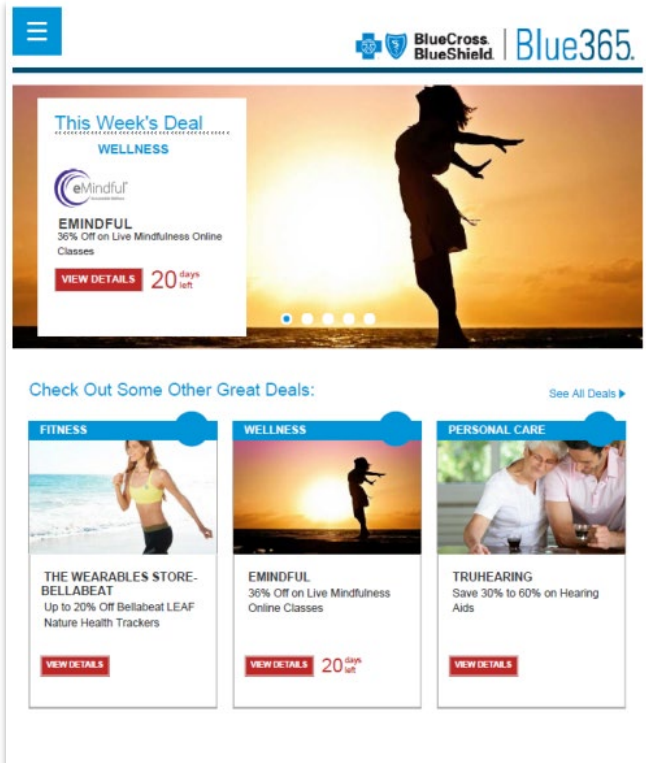 BlueCross.
BlueShield.
Blue365.
This Week's Deal
WELLNESS
eMindful
EMINDFUL
36% Off on Live Mindfulness Online
Classes
VIEW DETAILS
20 days left
Check Out Some Other Great Deals:
See All Deals
FITNESS
THE WEARABLES STORE-
BELLABEAT
Up to 20% Off Bellabeat LEAF
Nature Health Trackers
VIEW DETAILS
WELLNESS
EMINDFUL
36% Off on Live Mindfulness
Online Classes
VIEW DETAILS
20 days left
PERSONAL CARE
TRUHEARING
Save 30% to 60% on Hearing
Aids
VIEW DETAILS